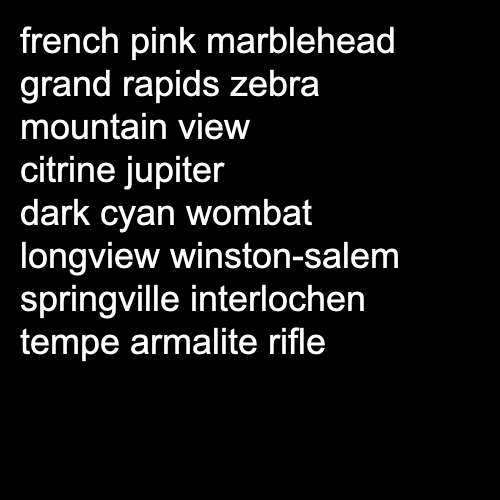 french pink marblehead
grand rapids zebra
mountain view
citrine jupiter
dark cyan wombat
longview winston-salem
springville interlochen
tempe armalite rifle